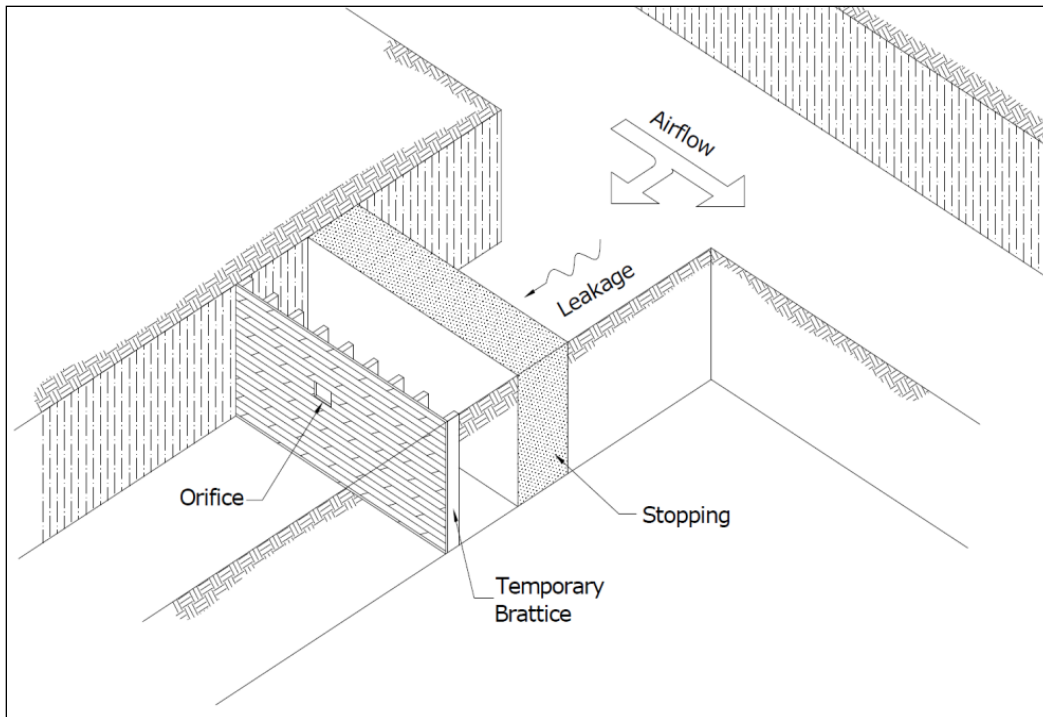 Airflow
Leakage
Orifice
Stopping
Temporary
Brattice